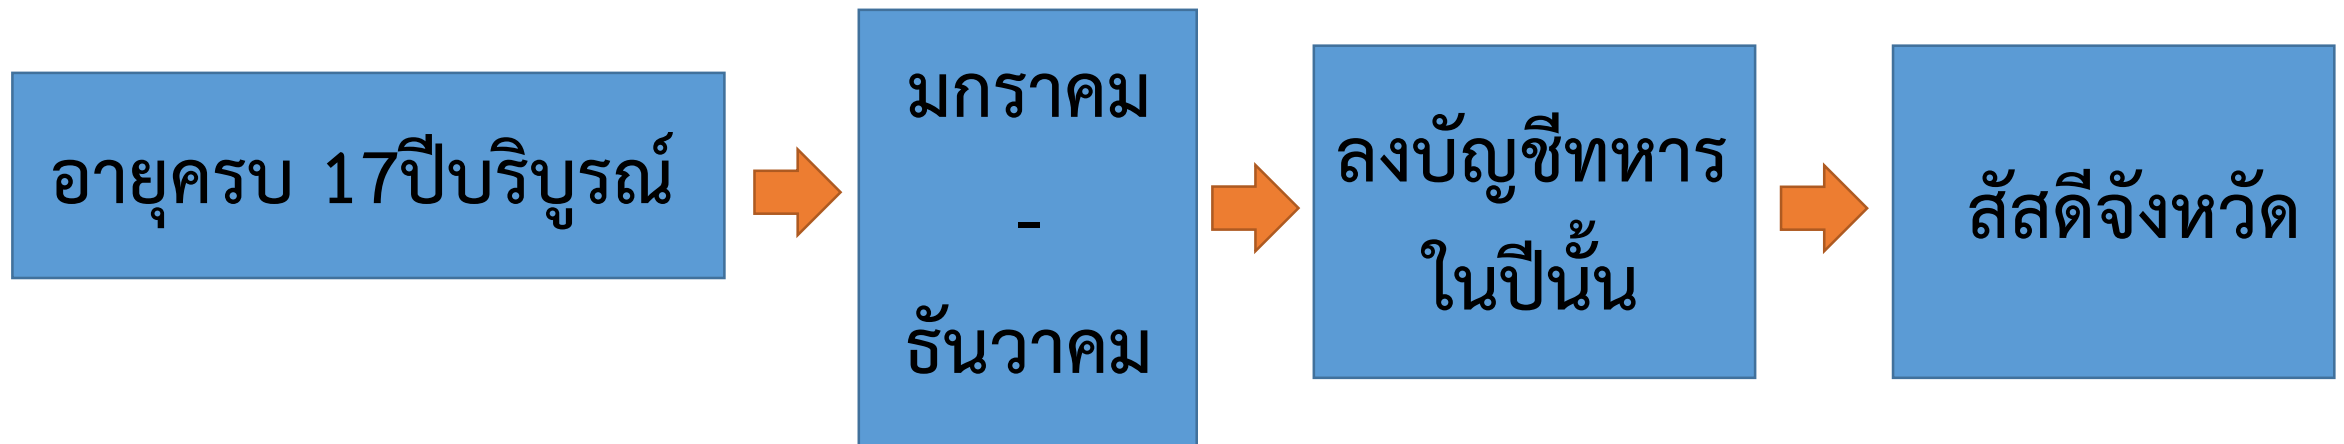 อายุครบ 17ปีบริบูรณ์
มกราคม
-
ธันวาคม
ลงบัญชีทหาร
ในปีนั้น
สัสดีจังหวัด